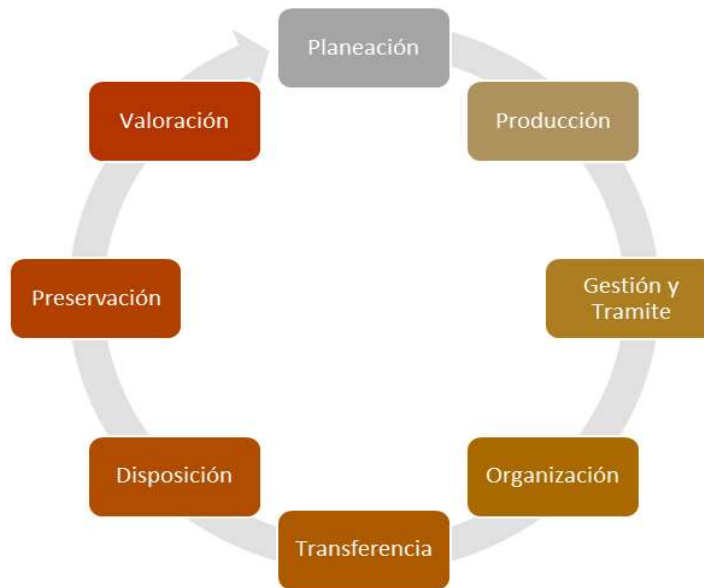 Planeación
Producción
Gestión y
Tramite
Organización
Transferencia
Disposición
Preservación
Valoración